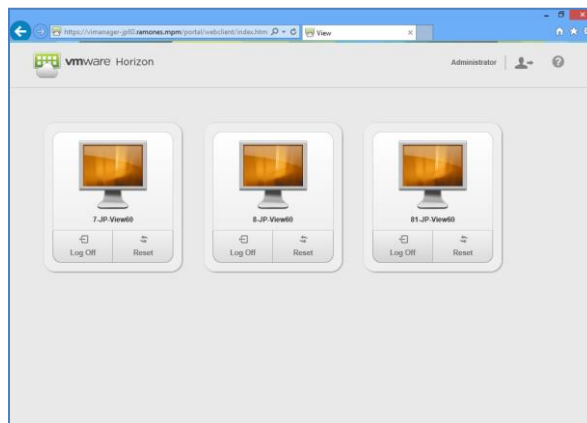 https://vimanager-jp60.ramones.mpm/portal/webclient/index.htm
View
vmware Horizon
Administrator
7-JP-View60
8-JP-View60
81-JP-View60
Log Off Reset
Log Off Reset
Log Off Reset